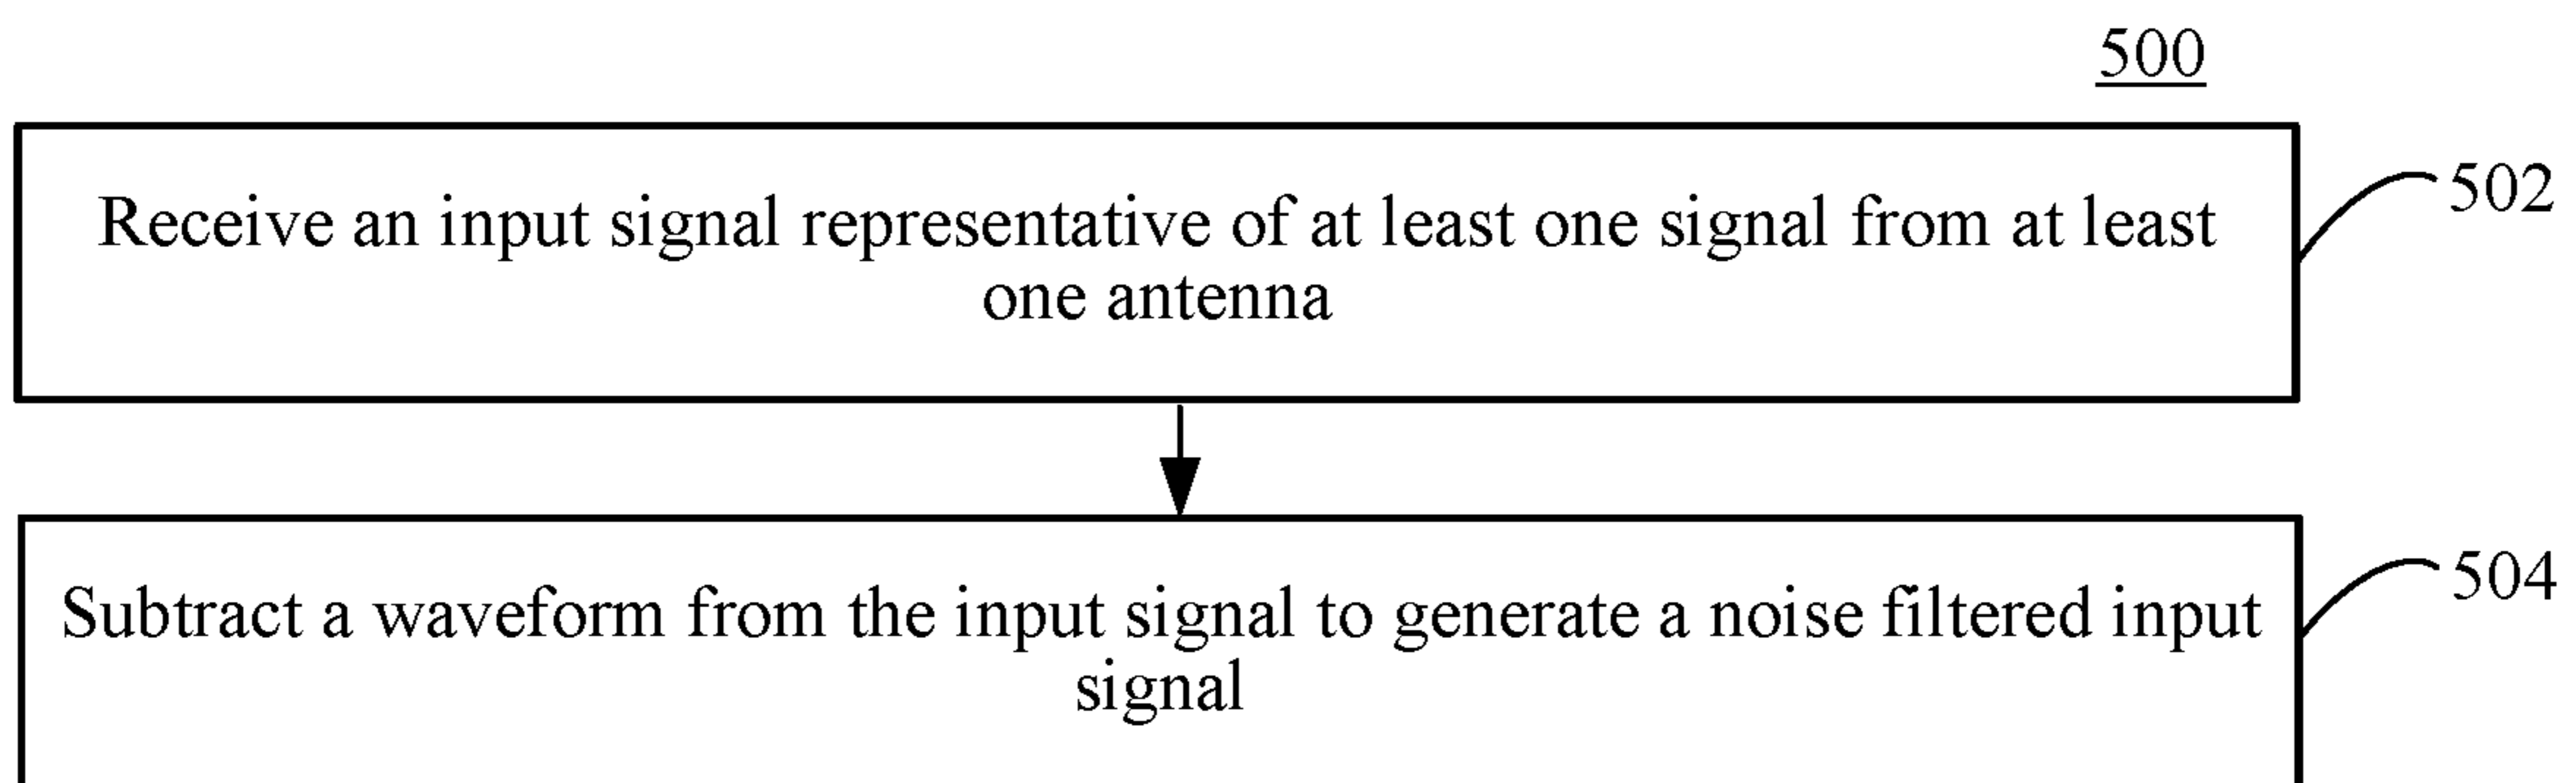 500
Receive an input signal representative of at least one signal from at least
502
one antenna
Subtract a waveform from the input signal to generate a noise filtered input
504
signal